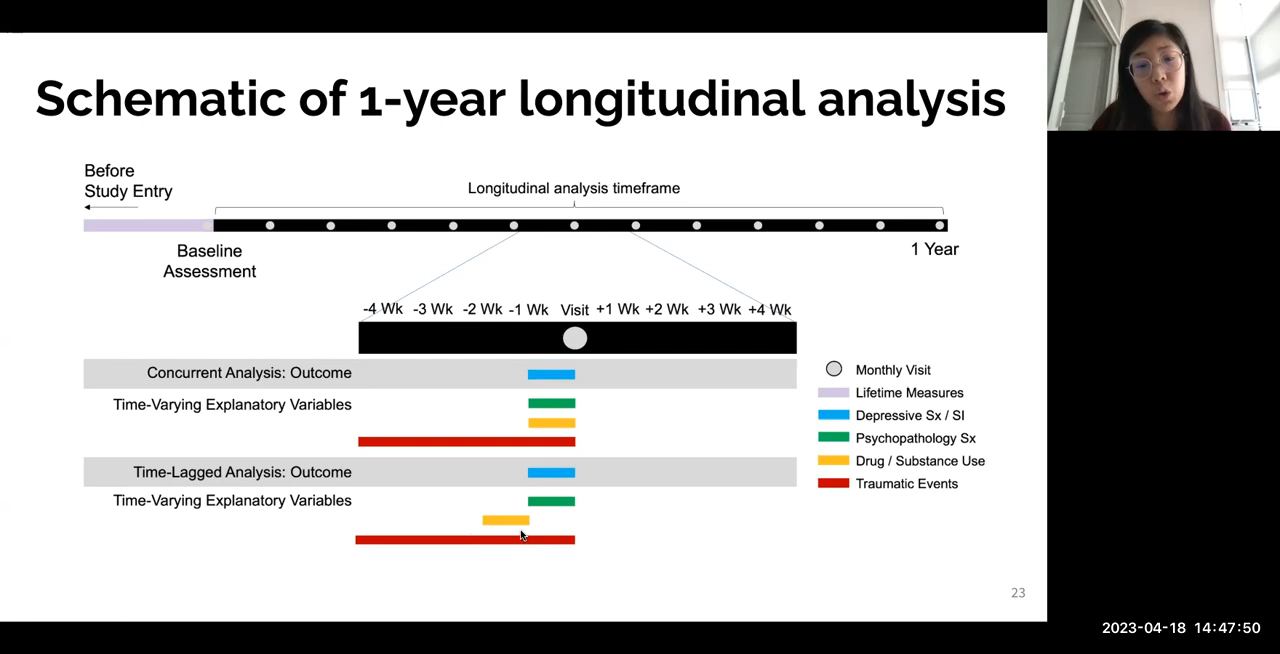 Schematic of 1-year longitudinal analysis
Before
Study Entry
Longitudinal analysis timeframe
Baseline
Assessment
1 Year
-4 Wk -3 Wk -2 Wk -1 Wk Visit +1 Wk +2 Wk +3 Wk +4 Wk
Concurrent Analysis: Outcome
Time-Varying Explanatory Variables
Time-Lagged Analysis: Outcome
Time-Varying Explanatory Variables
Monthly Visit
Lifetime Measures
Depressive Sx / SI
Psychopathology Sx
Drug / Substance Use
Traumatic Events
23
2023-04-18 14:47:50